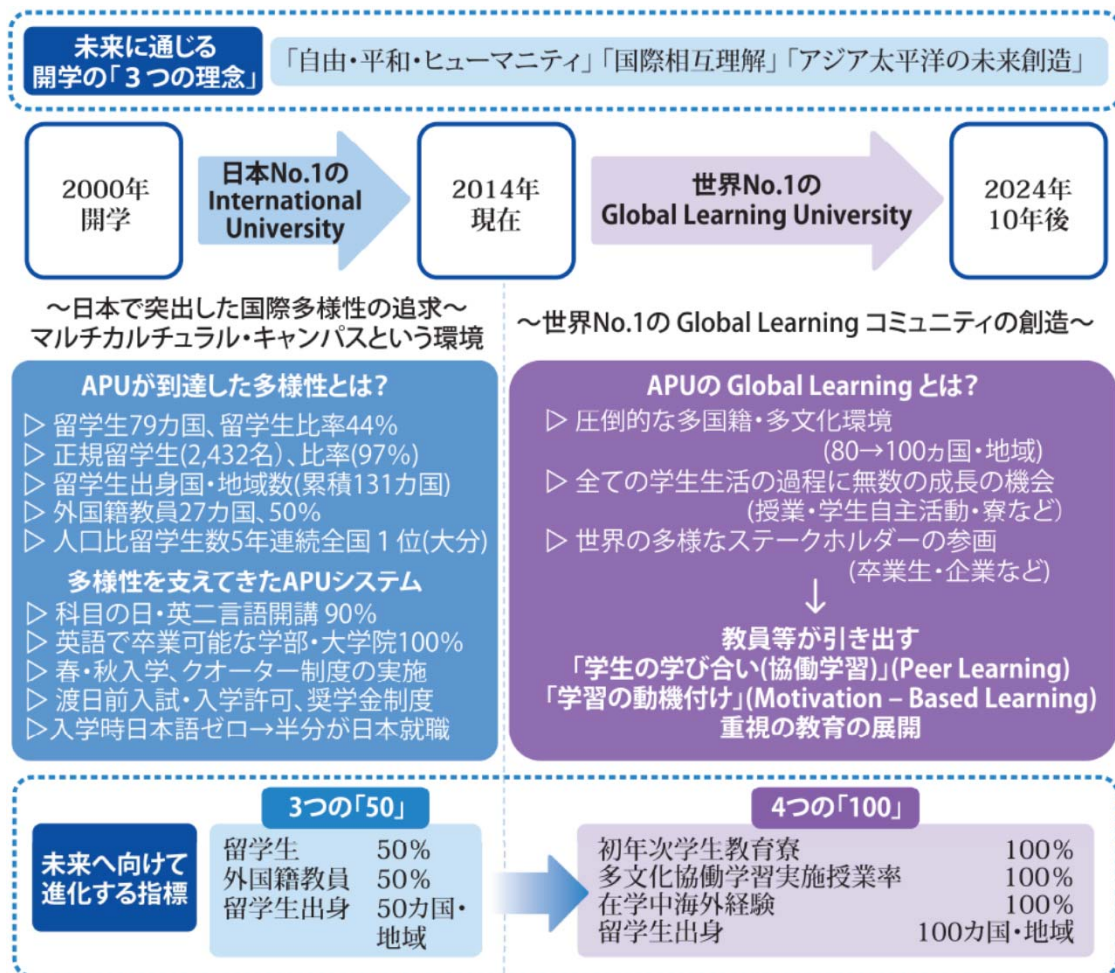 未来に通じる
開学の「3つの理念」
「自由・平和・ヒューマニティ」「国際相互理解」「アジア太平洋の未来創造」
2000年
開学
日本No.1の
International
University
2014年
現在
世界No.1の
Global Learning University
2024年
10年後
～日本で突出した国際多様性の追求～
マルチカルチュラル・キャンパスという環境
～世界No.1の Global Learning コミュニティの創造～
APUが到達した多様性とは?
▷ 留学生79カ国、留学生比率44%
▷ 正規留学生(2,432名)、比率(97%)
▷ 留学生出身国・地域数(累積131カ国)
▷ 外国籍教員27カ国、50%
▷ 人口比留学生数5年連続全国1位(大分)
多様性を支えてきたAPUシステム
▷ 科目の日・英二言語開講 90%
▷ 英語で卒業可能な学部・大学院100%
▷ 春・秋入学、クオーター制度の実施
▷ 渡日前入試・入学許可、奨学金制度
▷入学時日本語ゼロ→半分が日本就職
APUの Global Learning とは?
▷ 圧倒的な多国籍・多文化環境
(80→100ヵ国・地域)
▷ 全ての学生生活の過程に無数の成長の機会
(授業・学生自主活動・寮など)
▷ 世界の多様なステークホルダーの参画
(卒業生・企業など)
↓
教員等が引き出す
「学生の学び合い(協働学習)」(Peer Learning)
「学習の動機付け」(Motivation – Based Learning)
重視の教育の展開
未来へ向けて
進化する指標
3つの「50」
留学生 50%
外国籍教員 50%
留学生出身 50カ国・
地域
4つの「100」
初年次学生教育寮 100%
多文化協働学習実施授業率 100%
在学中海外経験 100%
留学生出身 100カ国・地域